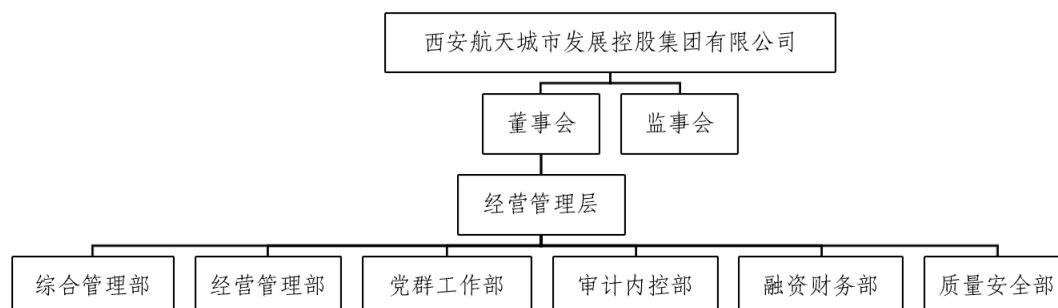 西安航天城市发展控股集团有限公司
董事会
监事会
经营管理层
综合管理部
经营管理部
党群工作部
审计内控部
融资财务部
质量安全部